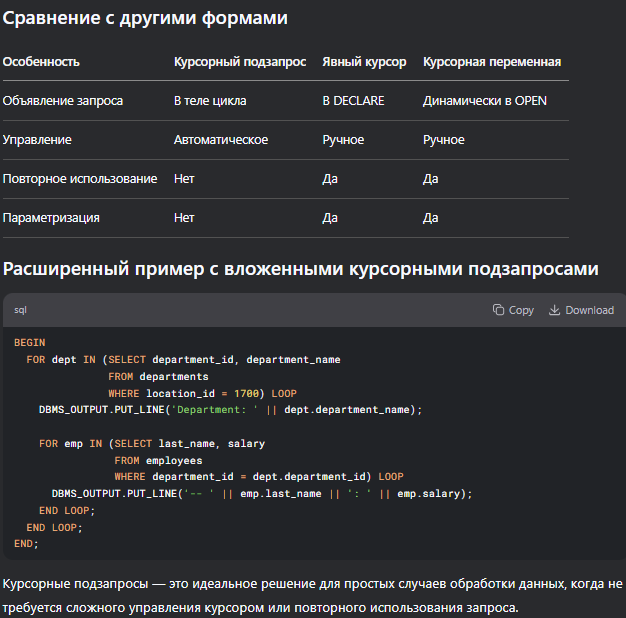 Сравнение с другими формами
Особенность Курсорный подзапрос Явный курсор Курсорная переменная
Объявление запроса В теле цикла В DECLARE Динамически в OPEN
Управление Автоматическое Ручное Ручное
Повторное использование Нет Да Да
Параметризация Нет Да Да
Расширенный пример с вложенными курсорными подзапросами
sql Copy Download
BEGIN
  FOR dept IN (SELECT department_id, department_name
               FROM departments
               WHERE location_id = 1700) LOOP
    DBMS_OUTPUT.PUT_LINE('Department: ' || dept.department_name);

    FOR emp IN (SELECT last_name, salary
                FROM employees
                WHERE department_id = dept.department_id) LOOP
      DBMS_OUTPUT.PUT_LINE('-- ' || emp.last_name || ': ' || emp.salary);
    END LOOP;
  END LOOP;
END;
Курсорные подзапросы — это идеальное решение для простых случаев обработки данных, когда не
требуется сложного управления курсором или повторного использования запроса.